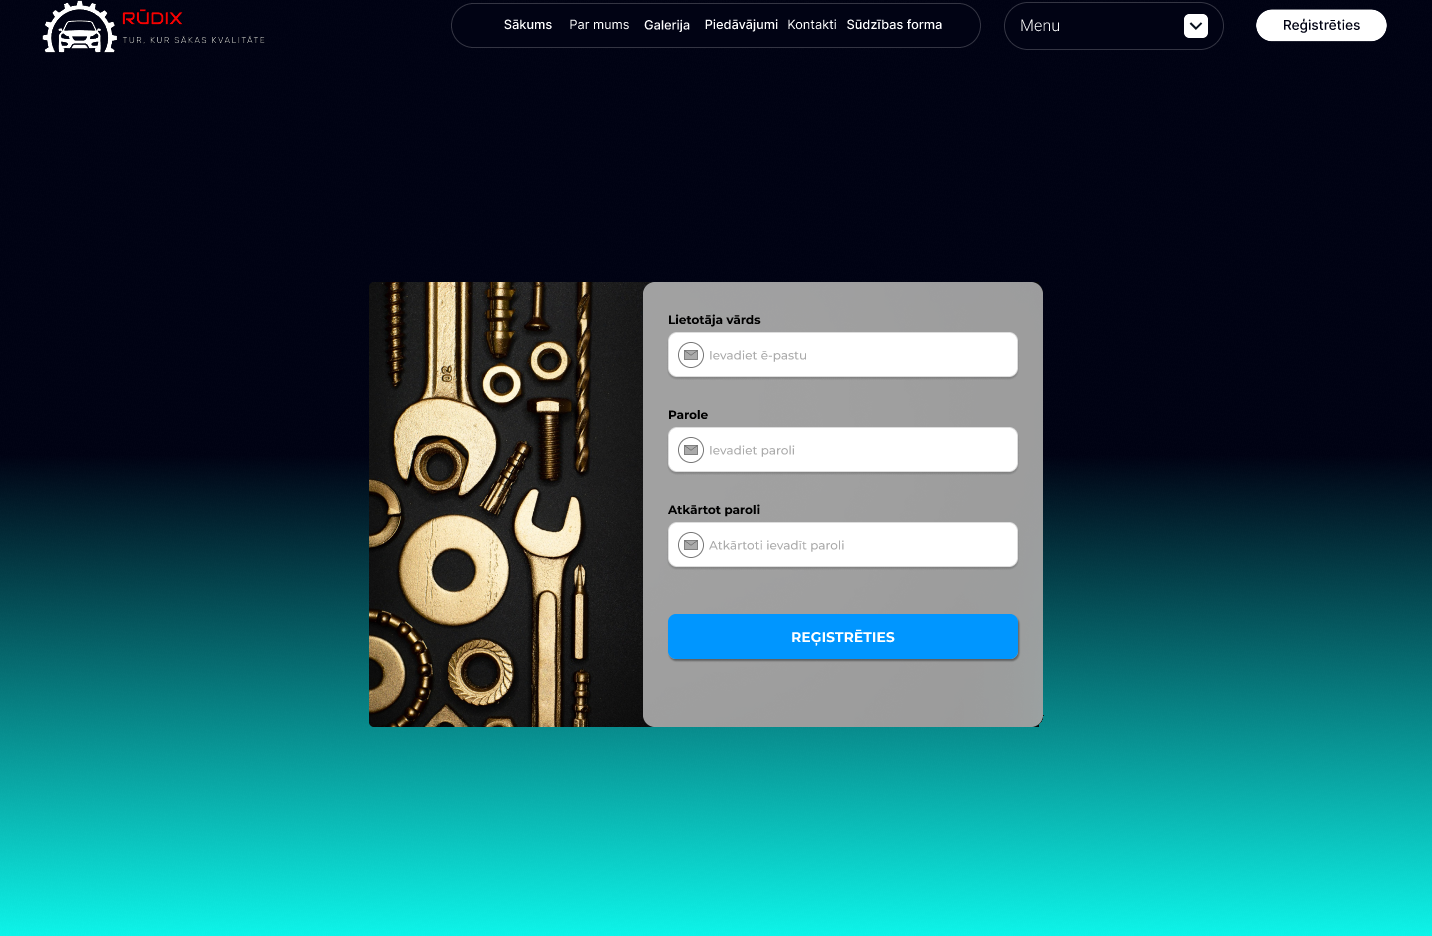 RŪDIX
TUR, KUR SĀKAS KVALITĀTE
Sākums Par mums Galerija Piedāvājumi Kontakti Sūdzības forma
Menu
Reģistrēties
Lietotāja vārds
Ievadiet ē-pastu
Parole
Ievadiet paroli
Atkārtot paroli
Atkārtoti ievadīt paroli
REĢISTRĒTIES
20